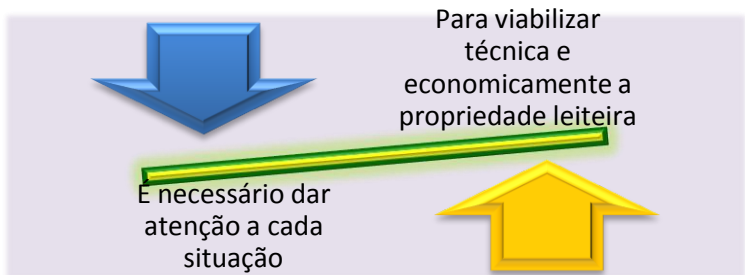 Para viabilizar
técnica e
economicamente a
propriedade leiteira
É necessário dar
atenção a cada
situação